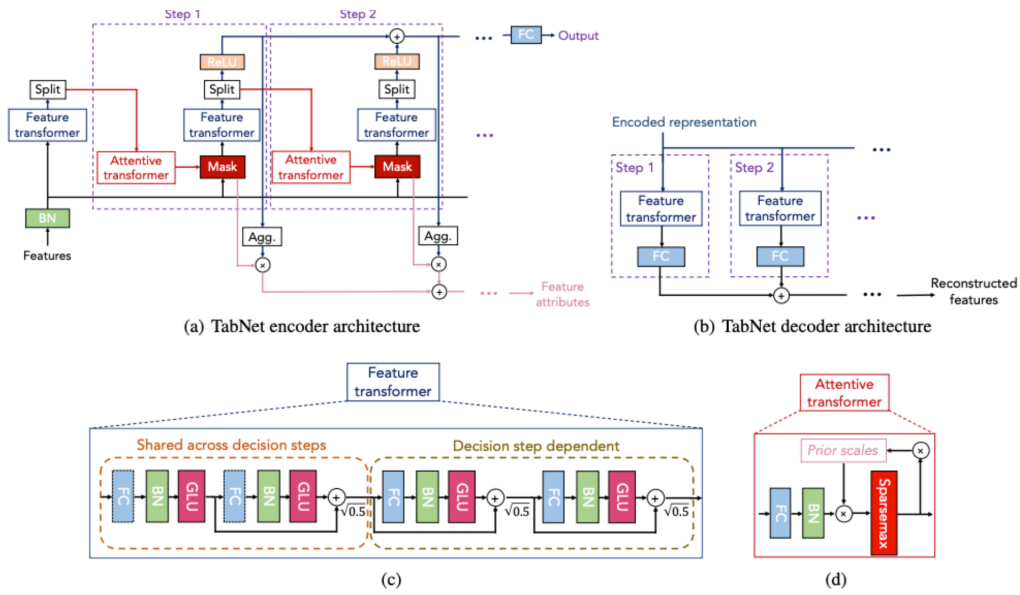 Step 1
Step 2
FC
Output
ReLU
ReLU
Split
Split
Split
Feature
transformer
Feature
transformer
Feature
transformer
Attentive
transformer
Mask
Attentive
transformer
Mask
...
BN
Features
Agg.
Agg.
...
Feature
attributes
(a) TabNet encoder architecture
Encoded representation
...
Step 1
Step 2
Feature
transformer
Feature
transformer
...
FC
FC
...
Reconstructed
features
(b) TabNet decoder architecture
Feature
transformer
Shared across decision steps
Decision step dependent
FC
BN
GLU
FC
BN
GLU
√0.5
FC
BN
GLU
√0.5
FC
BN
GLU
√0.5
(c)
Attentive
transformer
Prior scales
FC
BN
Sparsemax
(d)